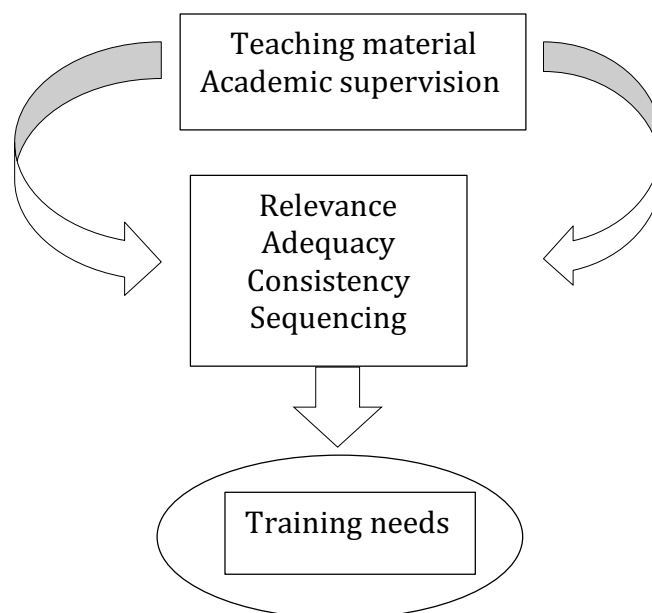 Teaching material
Academic supervision
Relevance
Adequacy
Consistency
Sequencing
Training needs